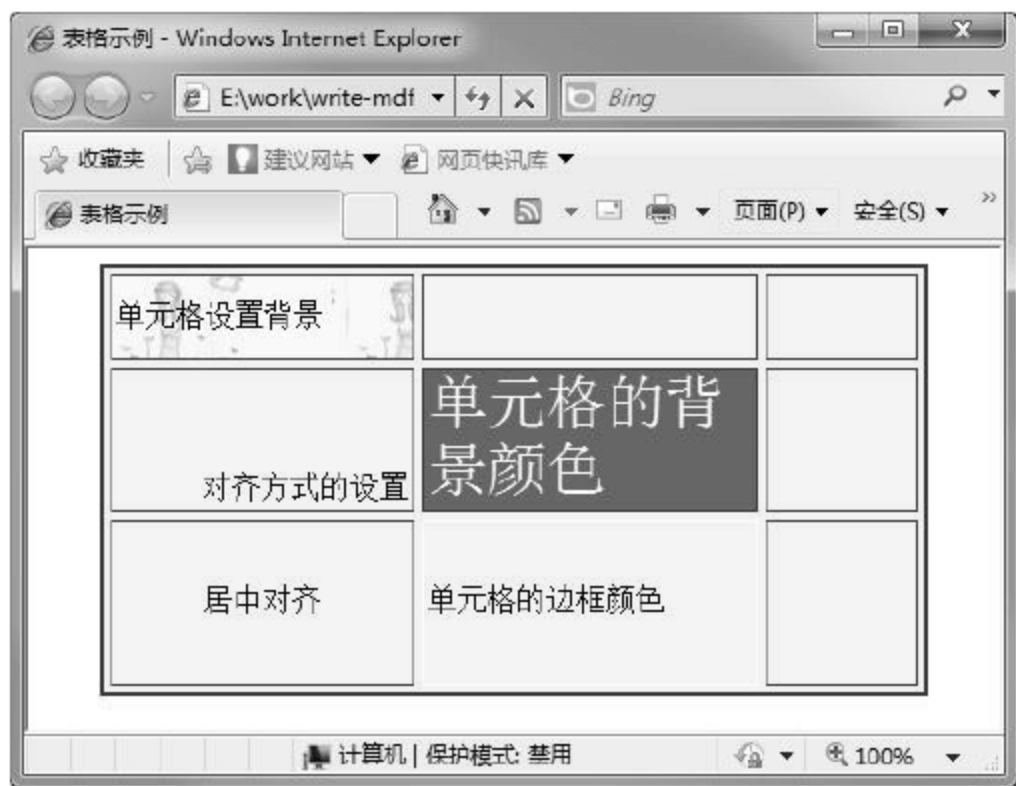 表格示例 - Windows Internet Explorer
E:\work\write-mdf
Bing
收藏夹
建议网站
网页快讯库
表格示例
页面(P)
安全(S)
单元格设置背景
对齐方式的设置
单元格的背
景颜色
居中对齐
单元格的边框颜色
计算机 | 保护模式: 禁用
100%